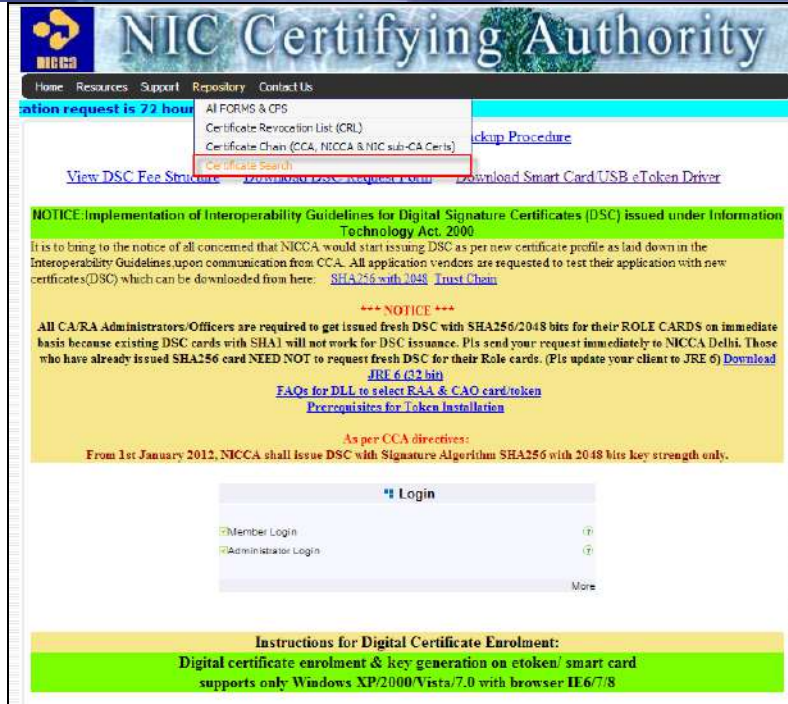 NICCA
NIC Certifying Authority
Home Resources Support Repository Contact Us
cation request is 72 hour
All FORMS & CPS
Certificate Revocation List (CRL)
Certificate Chain (CCA, NICCA & NIC sub-CA Certs)
Certificate Search
ckup Procedure
View DSC Fee Structure Download DSC Request Form Download Smart Card/USB eToken Driver
NOTICE:Implementation of Interoperability Guidelines for Digital Signature Certificates (DSC) issued under Information
Technology Act. 2000
It is to bring to the notice of all concerned that NICCA would start issuing DSC as per new certificate profile as laid down in the
Interoperability Guidelines,upon communication from CCA. All application vendors are requested to test their application with new
certficates(DSC) which can be downloaded from here: SHA256 with 2048 Trust Chain
*** NOTICE ***
All CA/RA Administrators/Officers are required to get issued fresh DSC with SHA256/2048 bits for their ROLE CARDS on immediate
basis because existing DSC cards with SHA1 will not work for DSC issuance. Pls send your request immediately to NICCA Delhi. Those
who have already issued SHA256 card NEED NOT to request fresh DSC for their Role cards. (Pls update your client to JRE 6) Download
JRE 6 (32 bit)
FAQs for DLL to select RAA & CAO card/token
Prerequisites for Token Installation
As per CCA directives:
From 1st January 2012, NICCA shall issue DSC with Signature Algorithm SHA256 with 2048 bits key strength only.
Login
Member Login
Administrator Login
More
Instructions for Digital Certificate Enrolment:
Digital certificate enrolment & key generation on etoken/ smart card
supports only Windows XP/2000/Vista/7.0 with browser IE6/7/8